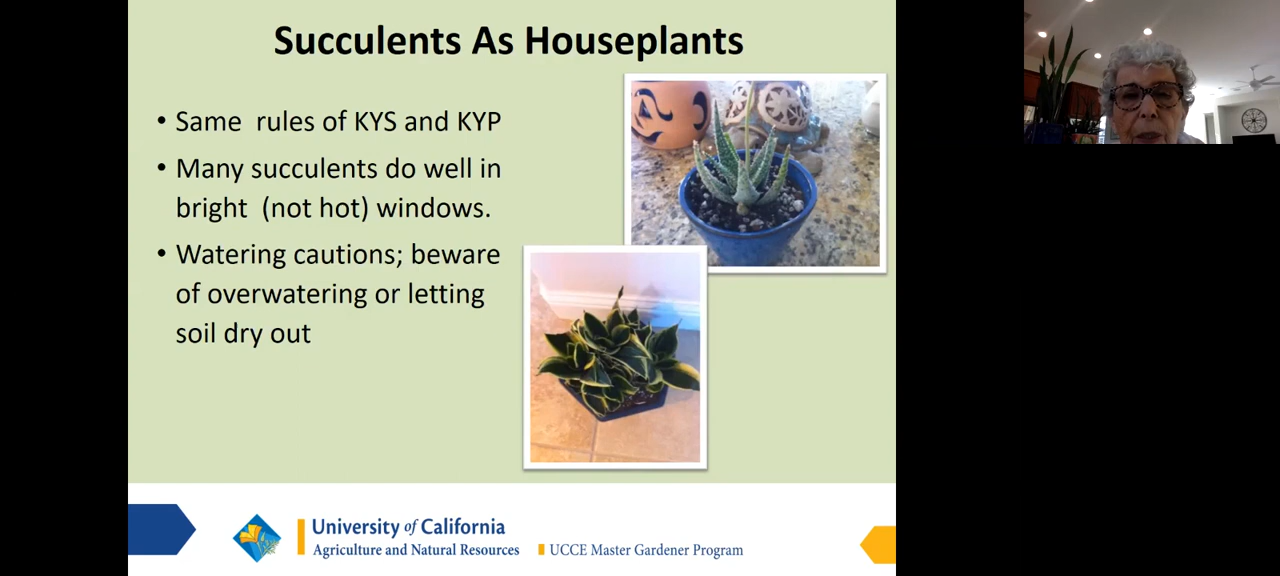 Succulents As Houseplants
• Same rules of KYS and KYP
• Many succulents do well in
bright (not hot) windows.
• Watering cautions; beware
of overwatering or letting
soil dry out
University of California
Agriculture and Natural Resources
UCCE Master Gardener Program